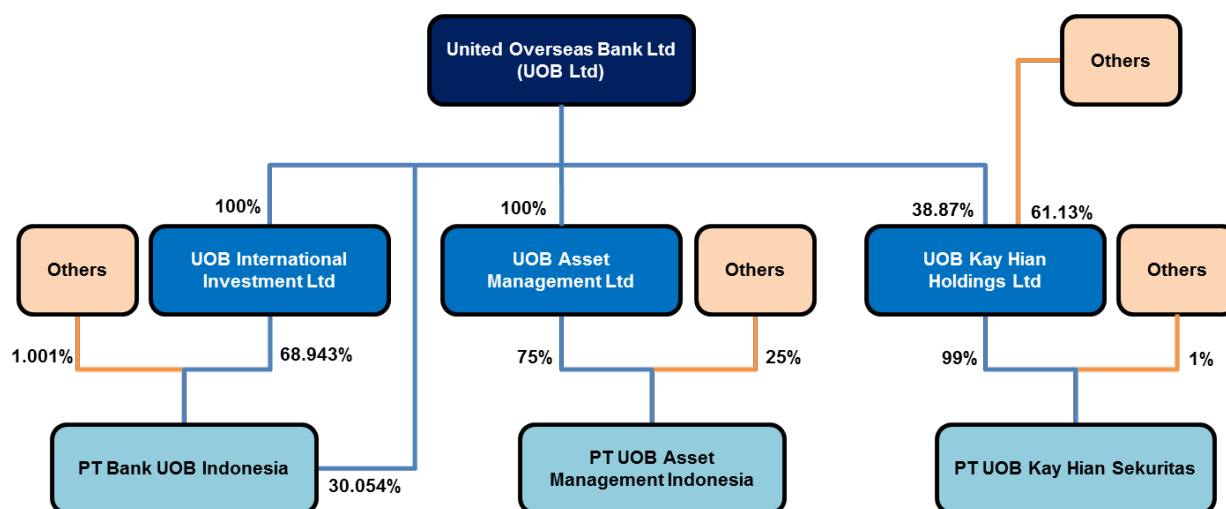 United Overseas Bank Ltd
(UOB Ltd)
Others
100%
100%
38.87%
61.13%
Others
UOB International
Investment Ltd
UOB Asset
Management Ltd
Others
UOB Kay Hian
Holdings Ltd
Others
1.001%
68.943%
75%
25%
99%
1%
PT Bank UOB Indonesia
30.054%
PT UOB Asset
Management Indonesia
PT UOB Kay Hian Sekuritas